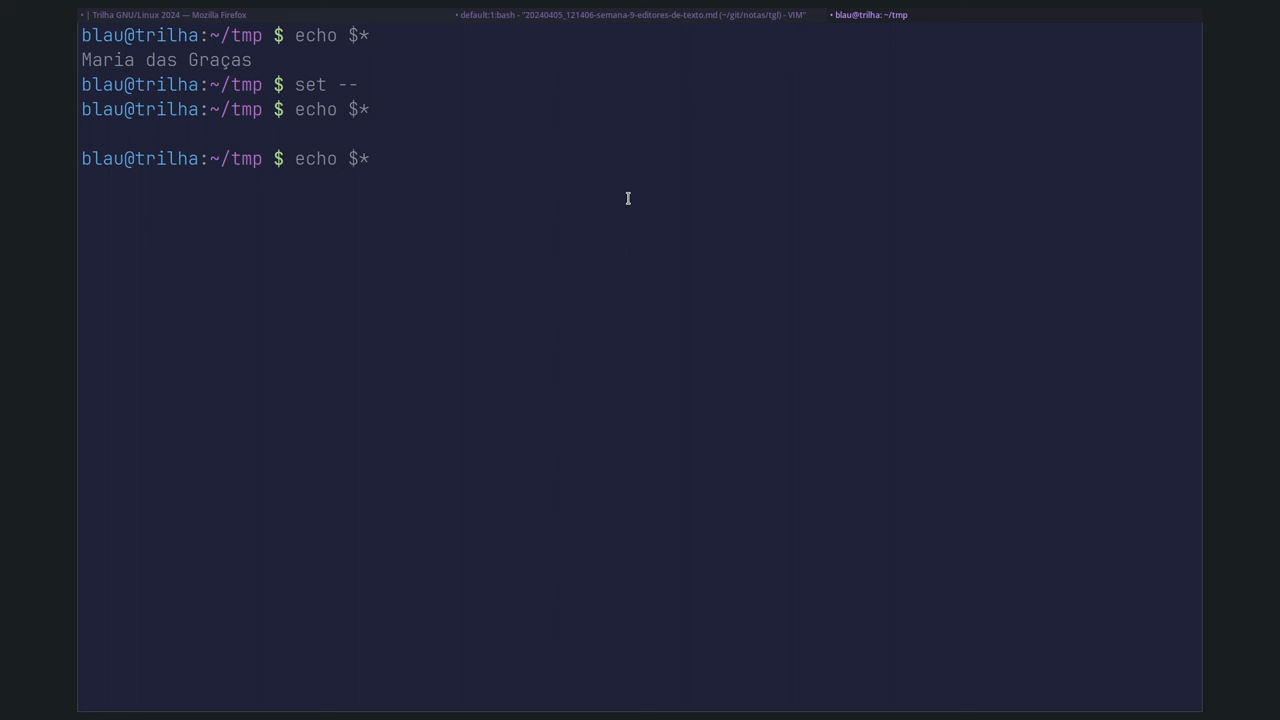 • | Trilha GNU/Linux 2024 — Mozilla Firefox
• default:1:bash - "20240405_121406-semana-9-editores-de-texto.md (~/git/notas/tgl) - VIM"
• blau@trilha: ~/tmp
blau@trilha:~/tmp $ echo $*
Maria das Graças
blau@trilha:~/tmp $ set --
blau@trilha:~/tmp $ echo $*
blau@trilha:~/tmp $ echo $*